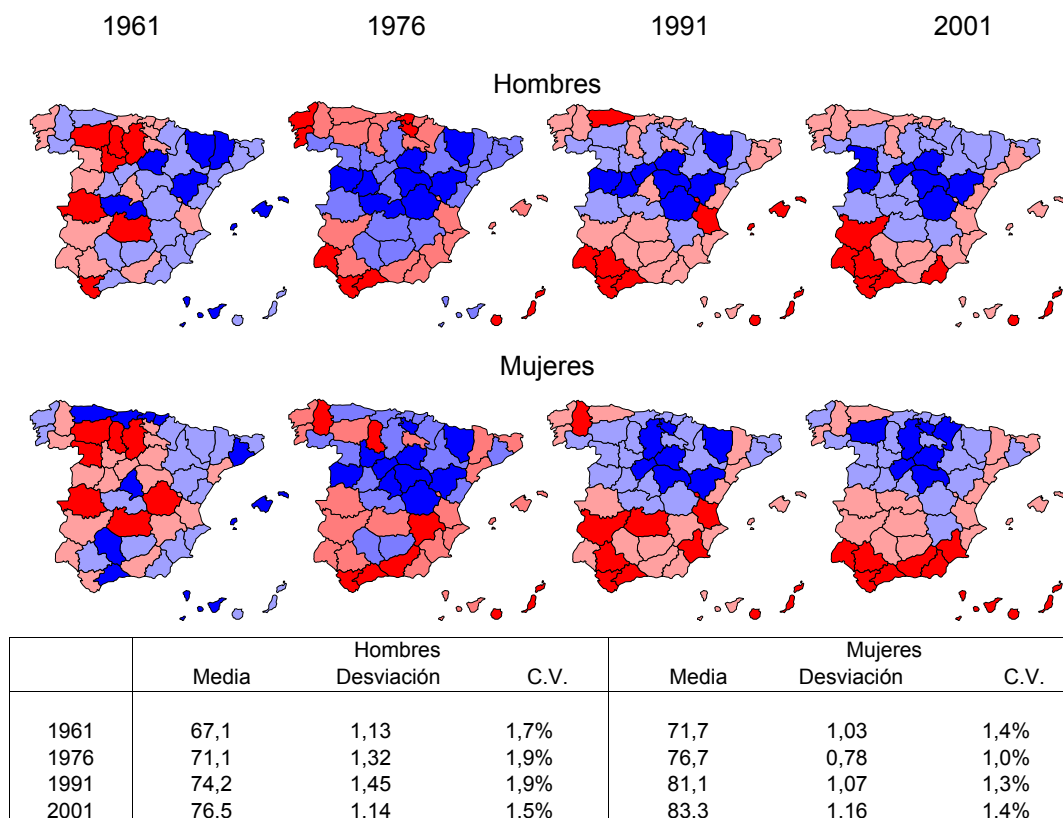 1961 1976 1991 2001
Hombres
Mujeres
Hombres Mujeres
Media Desviación C.V. Media Desviación C.V.
1961 67,1 1,13 1,7% 71,7 1,03 1,4%
1976 71,1 1,32 1,9% 76,7 0,78 1,0%
1991 74,2 1,45 1,9% 81,1 1,07 1,3%
2001 76,5 1,14 1,5% 83,3 1,16 1,4%